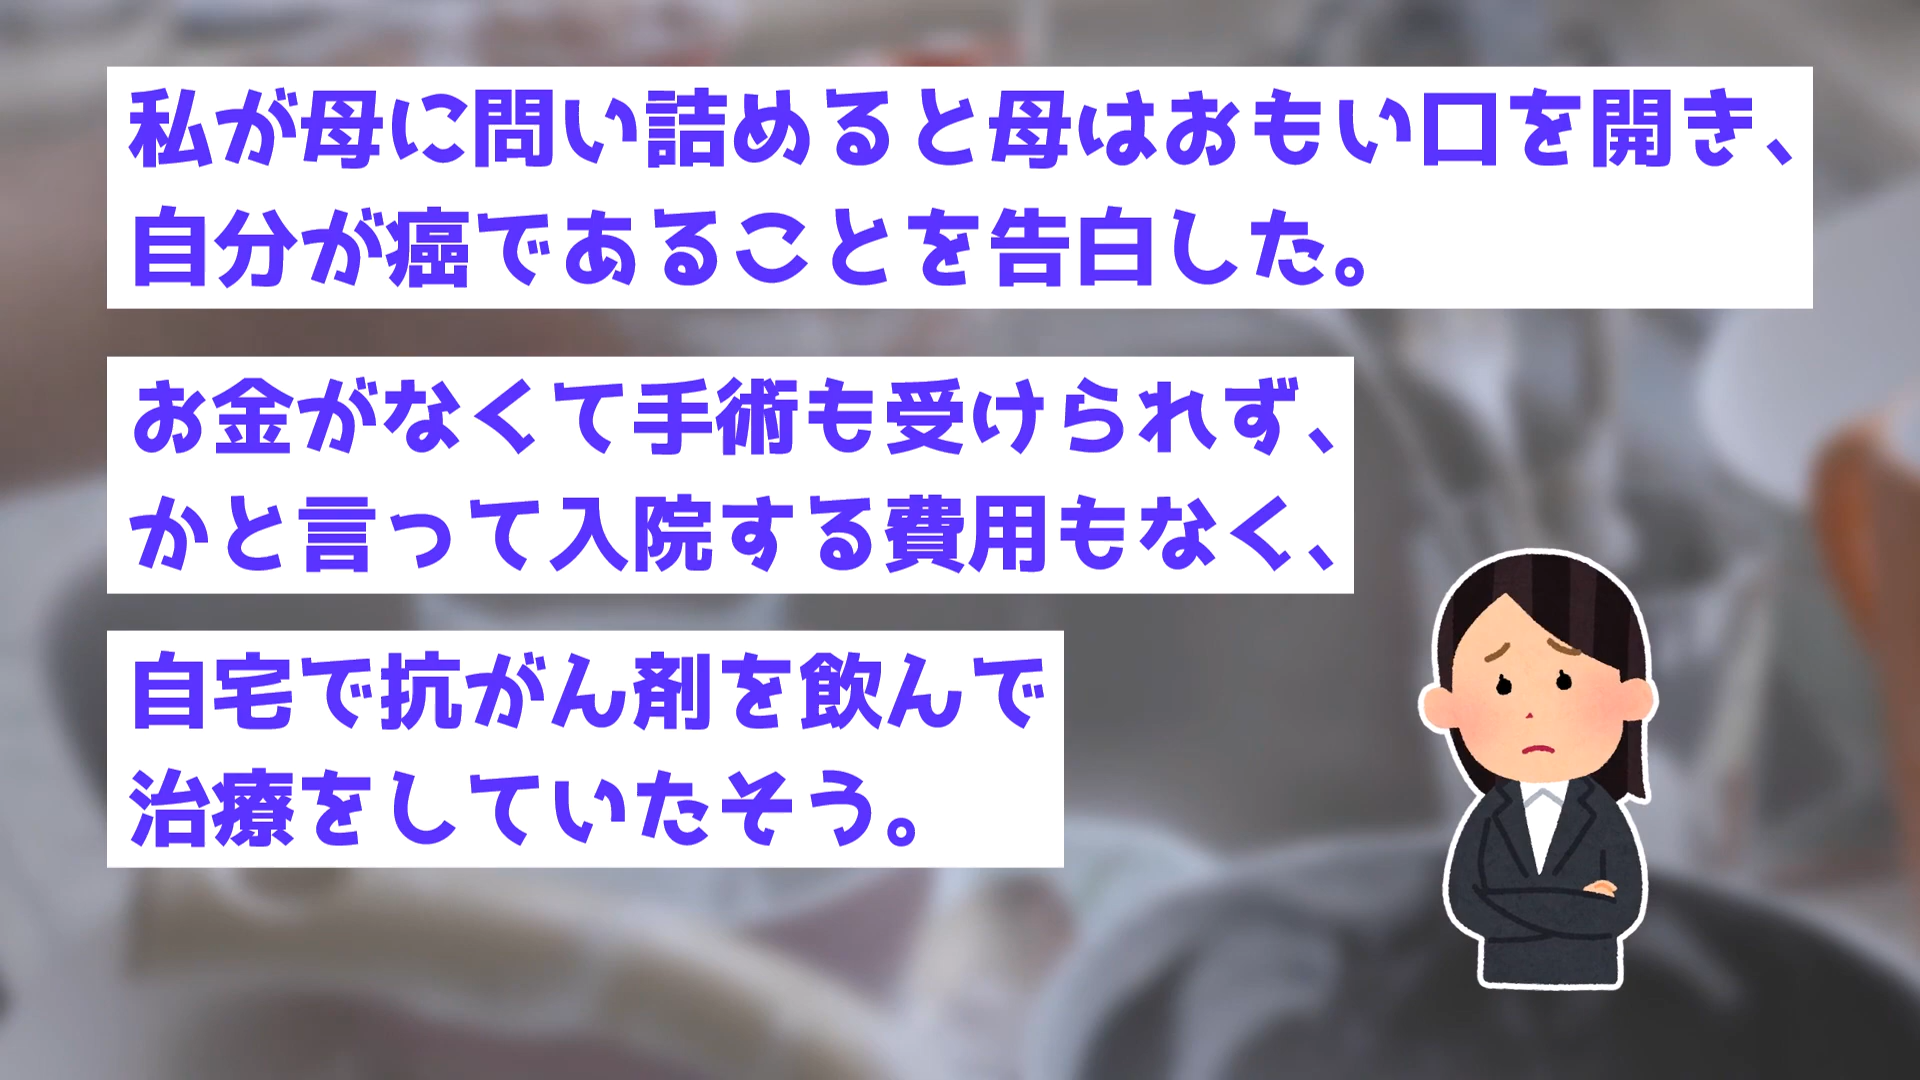 私が母に問い詰めると母はおもい口を開き、
自分が癌であることを告白した。
お金がなくて手術も受けられず、
かと言って入院する費用もなく、
自宅で抗がん剤を飲んで
治療をしていたそう。